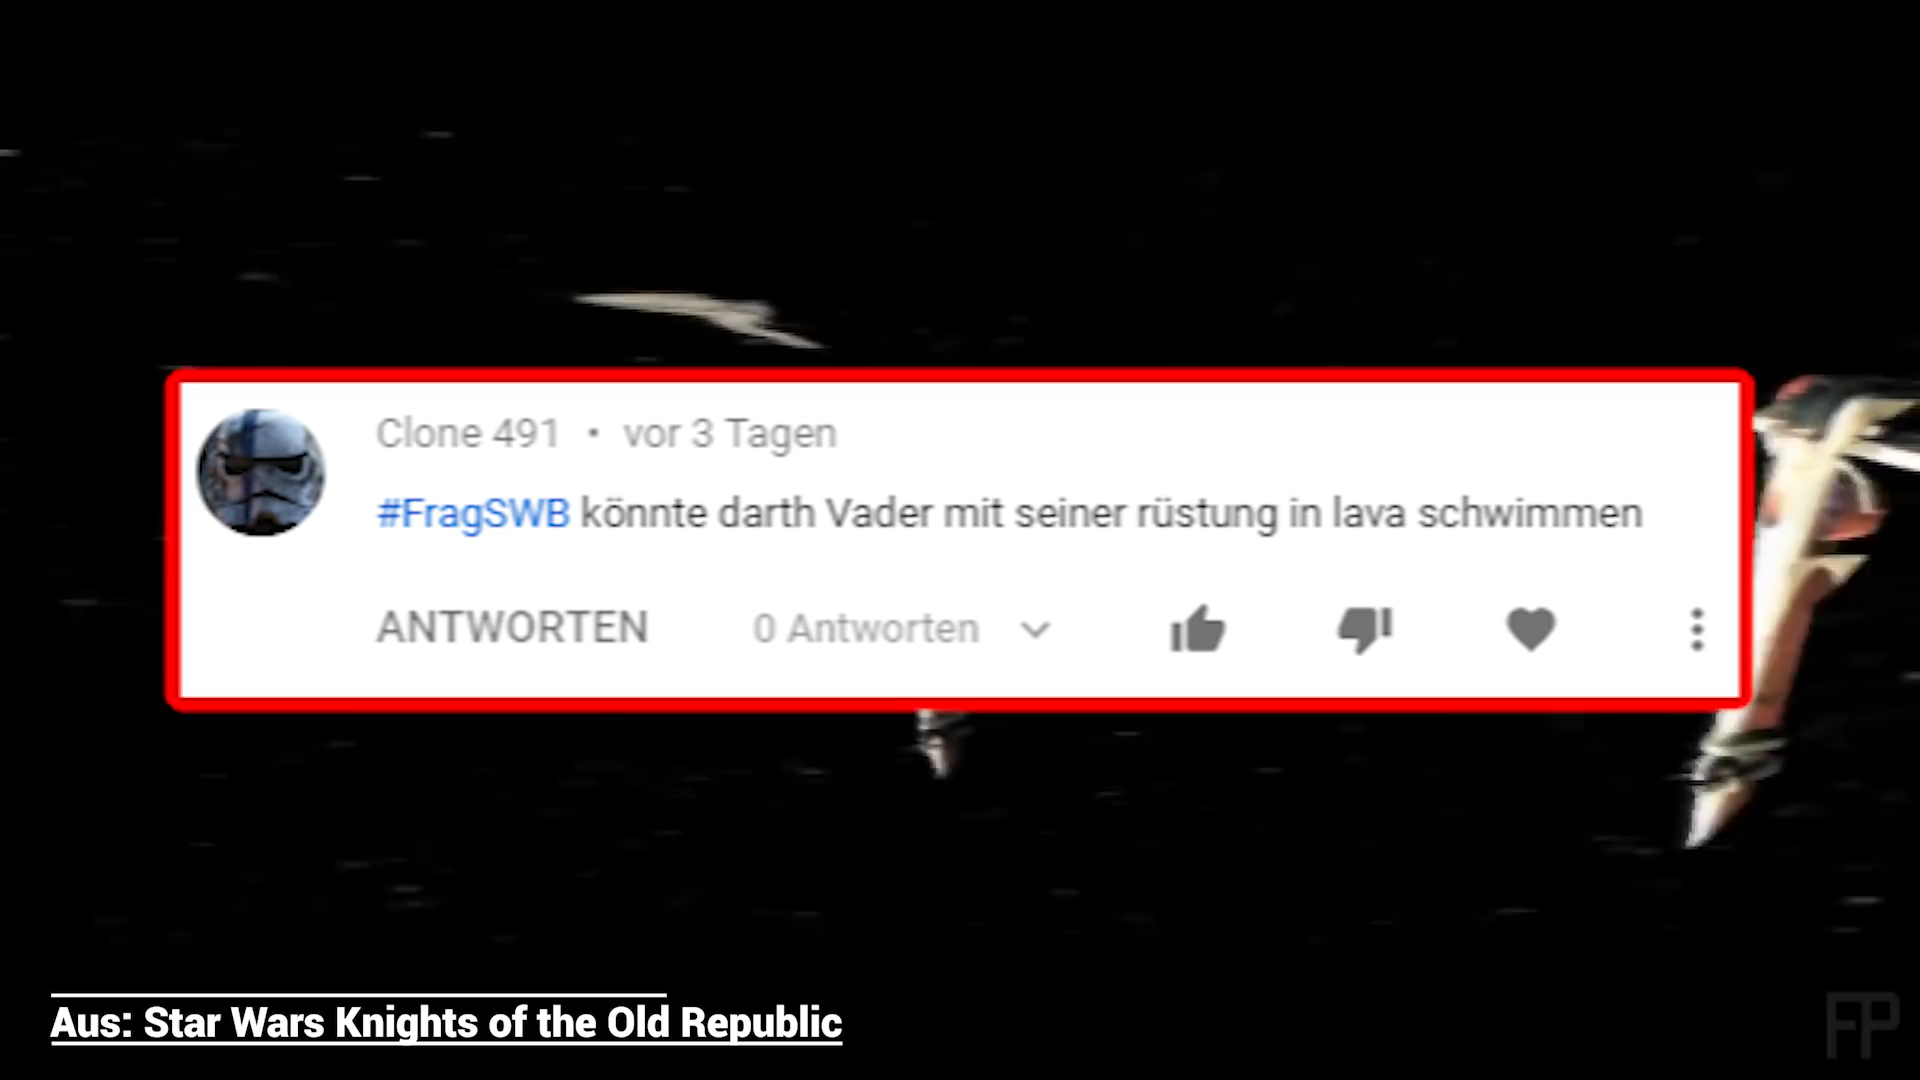 Clone 491 • vor 3 Tagen
#FragSWB könnte darth Vader mit seiner rüstung in lava schwimmen
ANTWORTEN 0 Antworten
Aus: Star Wars Knights of the Old Republic
FP